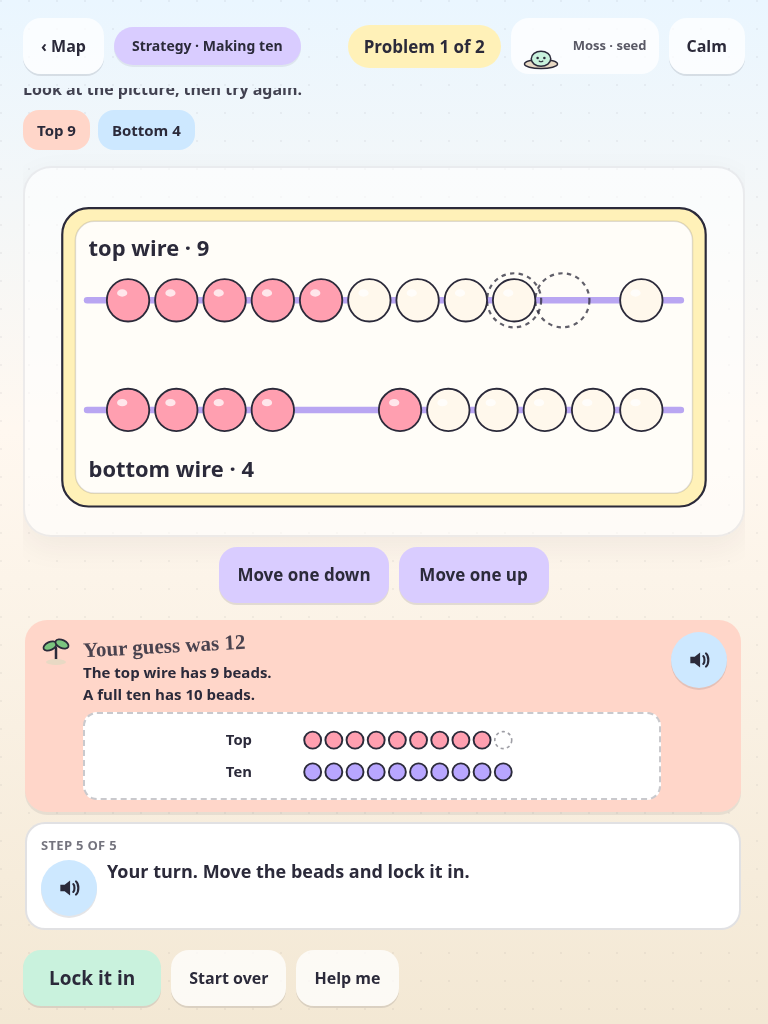 ‹ Map
Strategy · Making ten
Problem 1 of 2
Moss · seed
Calm
Look at the picture, then try again.
Top 9
Bottom 4
top wire · 9
bottom wire · 4
Move one down
Move one up
Your guess was 12
The top wire has 9 beads.
A full ten has 10 beads.
Top
Ten
STEP 5 OF 5
Your turn. Move the beads and lock it in.
Lock it in
Start over
Help me